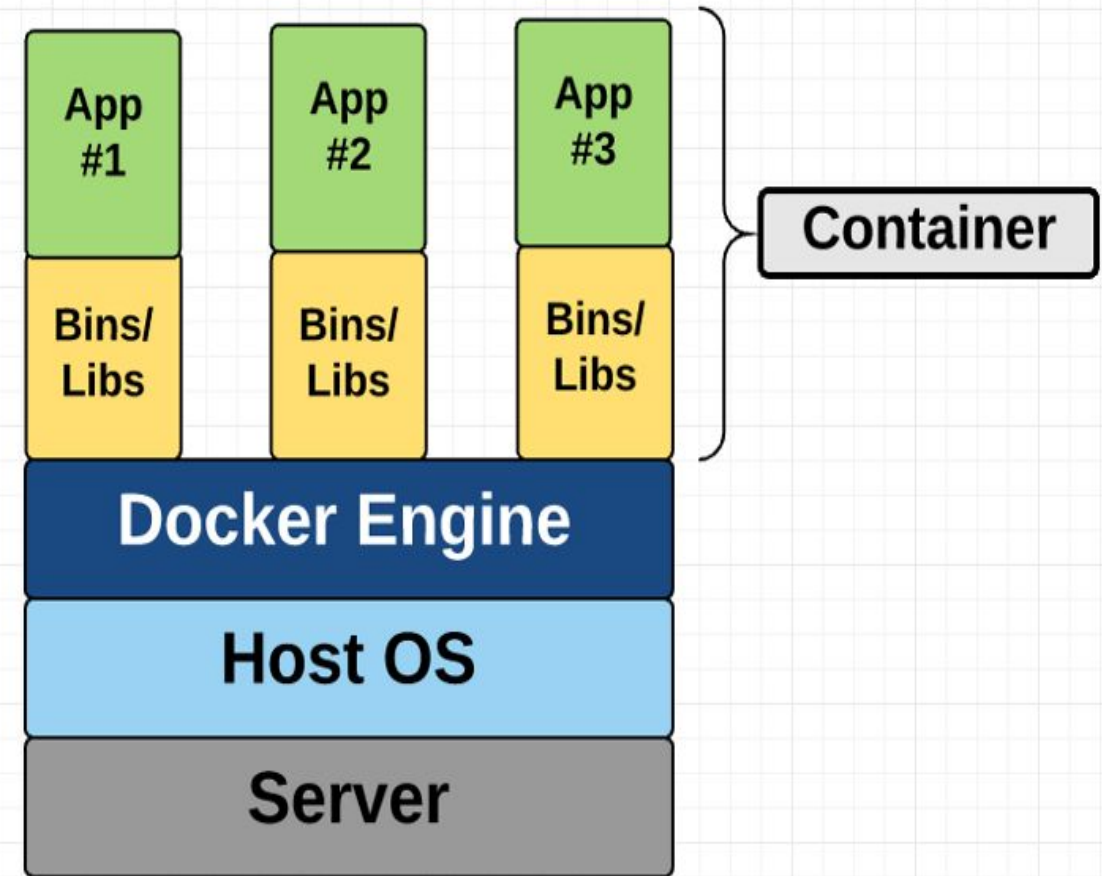 App
#1
App
#2
App
#3
Container
Bins/
Libs
Bins/
Libs
Bins/
Libs
Docker Engine
Host OS
Server